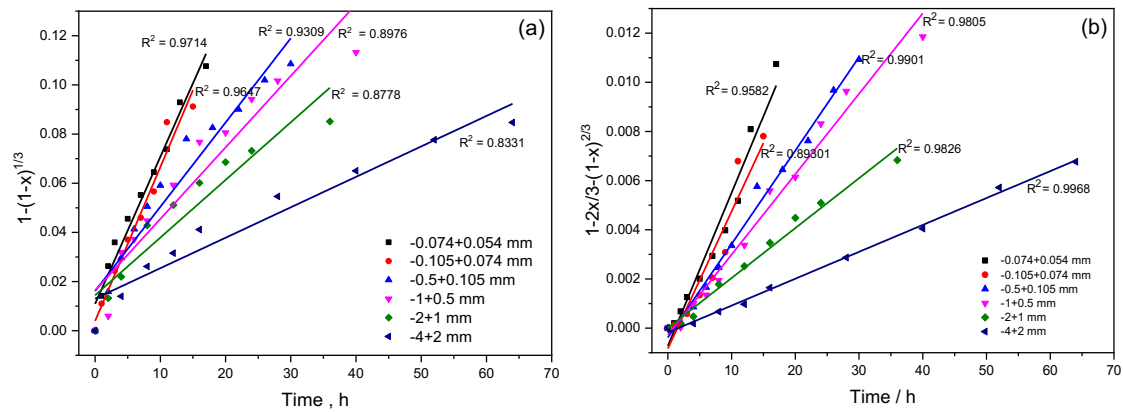 (a)
R² = 0.9714
R² = 0.9309
R² = 0.8976
R² = 0.9647
R² = 0.8778
R² = 0.8331
0.12
0.10
0.08
0.06
0.04
0.02
0.00
1-(1-x)^1/3
-0.074+0.054 mm
-0.105+0.074 mm
-0.5+0.105 mm
-1+0.5 mm
-2+1 mm
-4+2 mm
0 10 20 30 40 50 60 70
Time , h
(b)
R² = 0.9805
R² = 0.9901
R² = 0.9582
R² = 0.89301
R² = 0.9826
R² = 0.9968
0.012
0.010
0.008
0.006
0.004
0.002
0.000
1-2x/3-(1-x)^2/3
-0.074+0.054 mm
-0.105+0.074 mm
-0.5+0.105 mm
-1+0.5 mm
-2+1 mm
-4+2 mm
0 10 20 30 40 50 60 70
Time / h